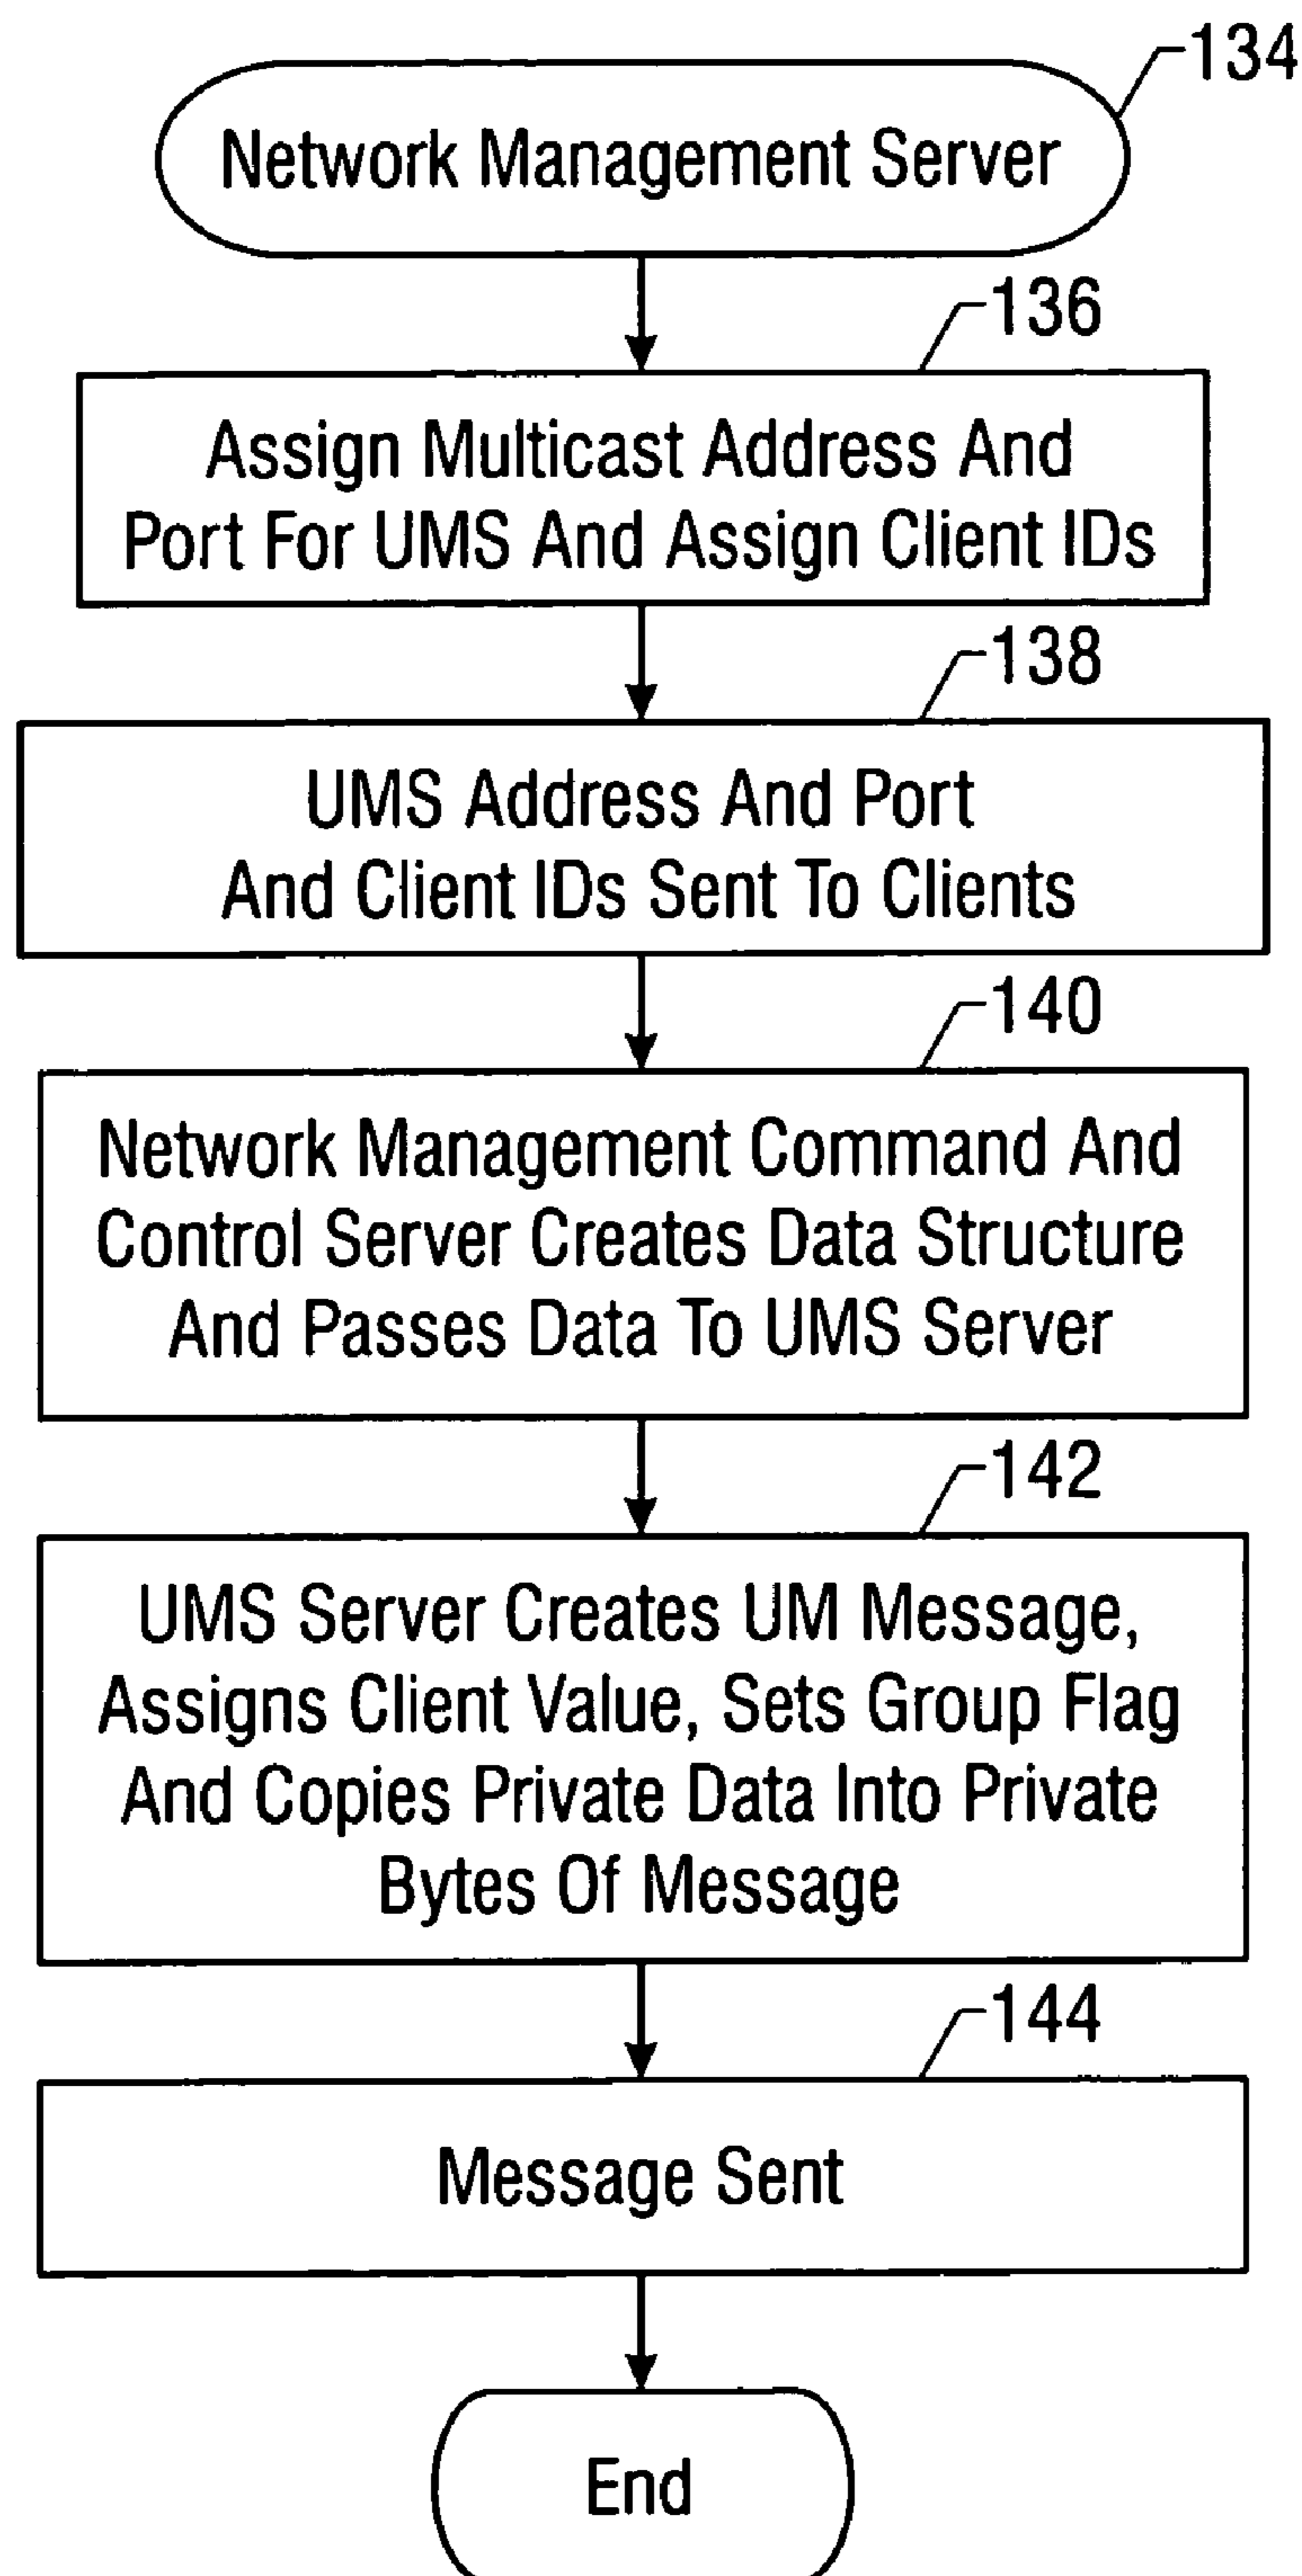 134
Network Management Server
136
Assign Multicast Address And
Port For UMS And Assign Client IDs
138
UMS Address And Port
And Client IDs Sent To Clients
140
Network Management Command And
Control Server Creates Data Structure
And Passes Data To UMS Server
142
UMS Server Creates UM Message,
Assigns Client Value, Sets Group Flag
And Copies Private Data Into Private
Bytes Of Message
144
Message Sent
End